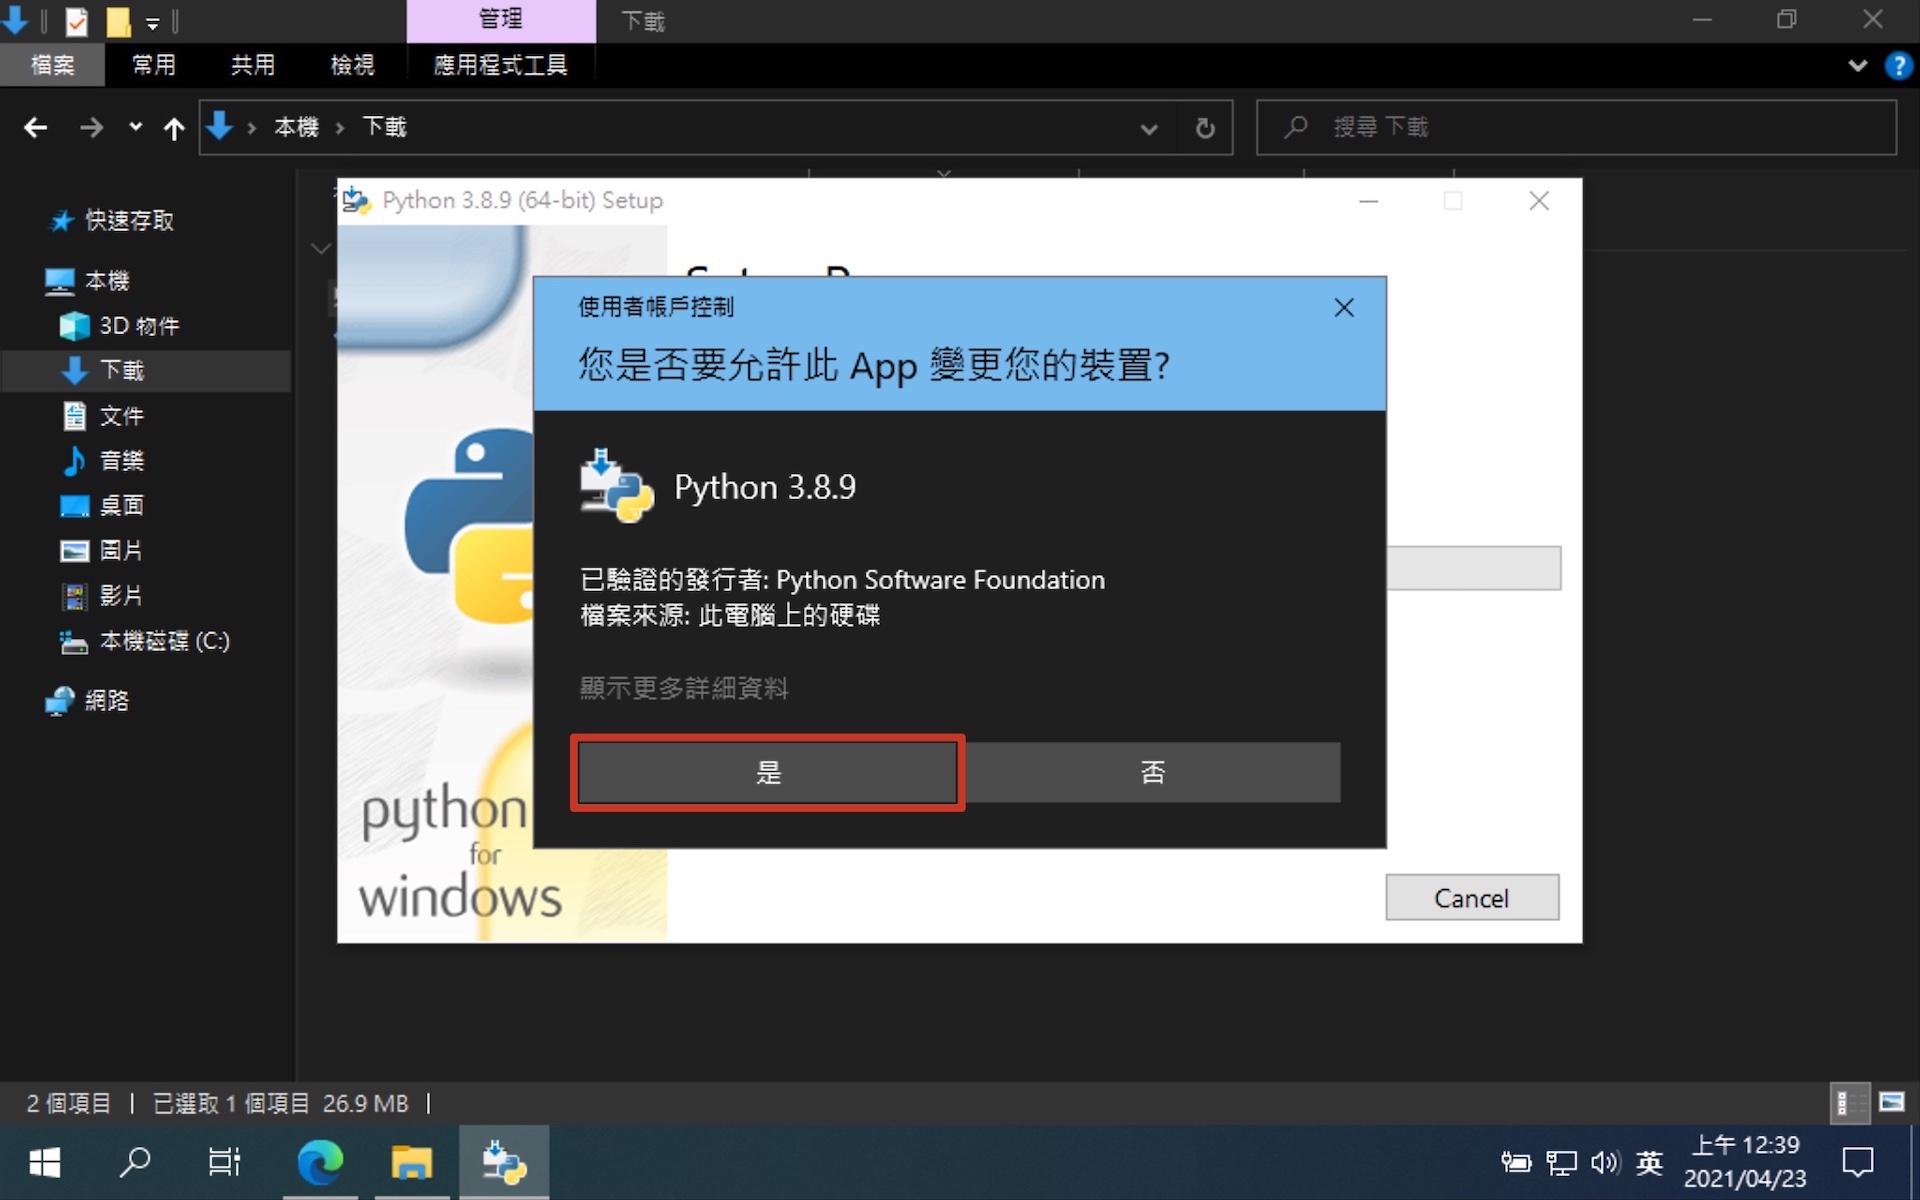 管理
下載
檔案
常用
共用
檢視
應用程式工具
本機
下載
搜尋 下載
快速存取
本機
3D 物件
下載
文件
音樂
桌面
圖片
影片
本機磁碟 (C:)
網路
Python 3.8.9 (64-bit) Setup
使用者帳戶控制
您是否要允許此 App 變更您的裝置?
Python 3.8.9
已驗證的發行者: Python Software Foundation
檔案來源: 此電腦上的硬碟
顯示更多詳細資料
是
否
python
for
windows
Cancel
2 個項目
已選取 1 個項目 26.9 MB
英
上午 12:39
2021/04/23